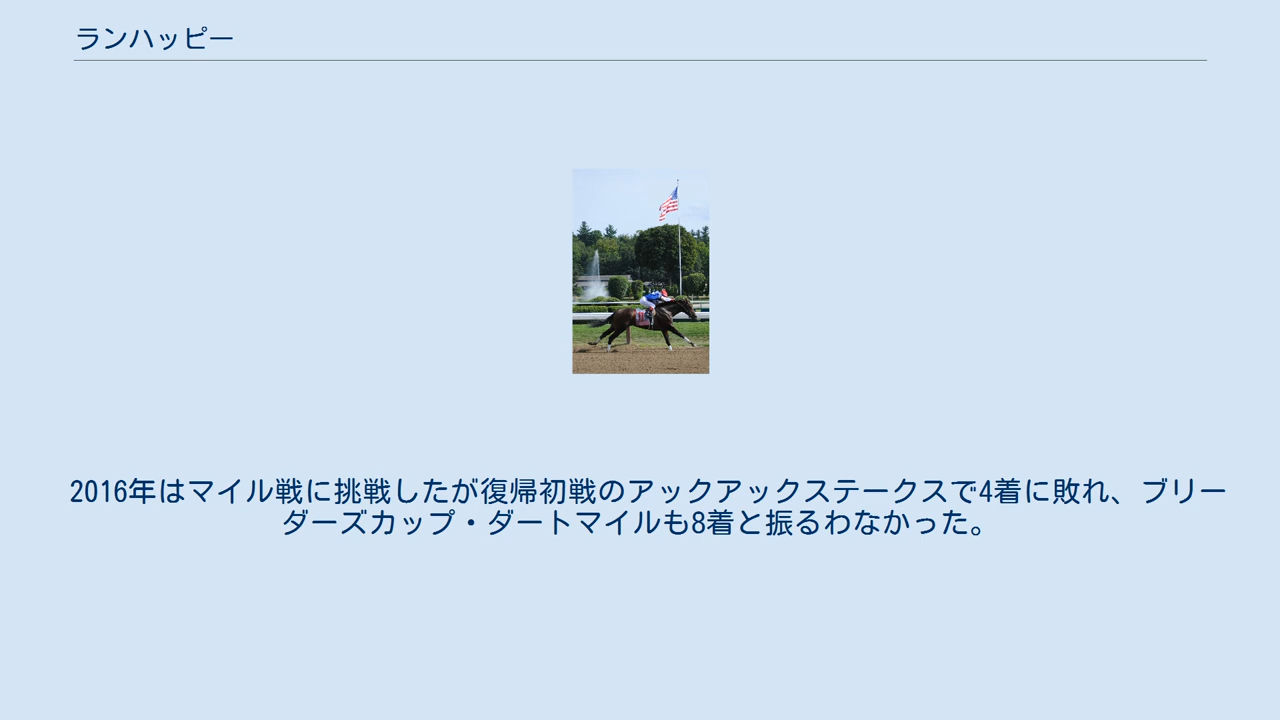 ランハッピー
2016年はマイル戦に挑戦したが復帰初戦のアックアックステークスで4着に敗れ、ブリー
ダーズカップ・ダートマイルも8着と振るわなかった。